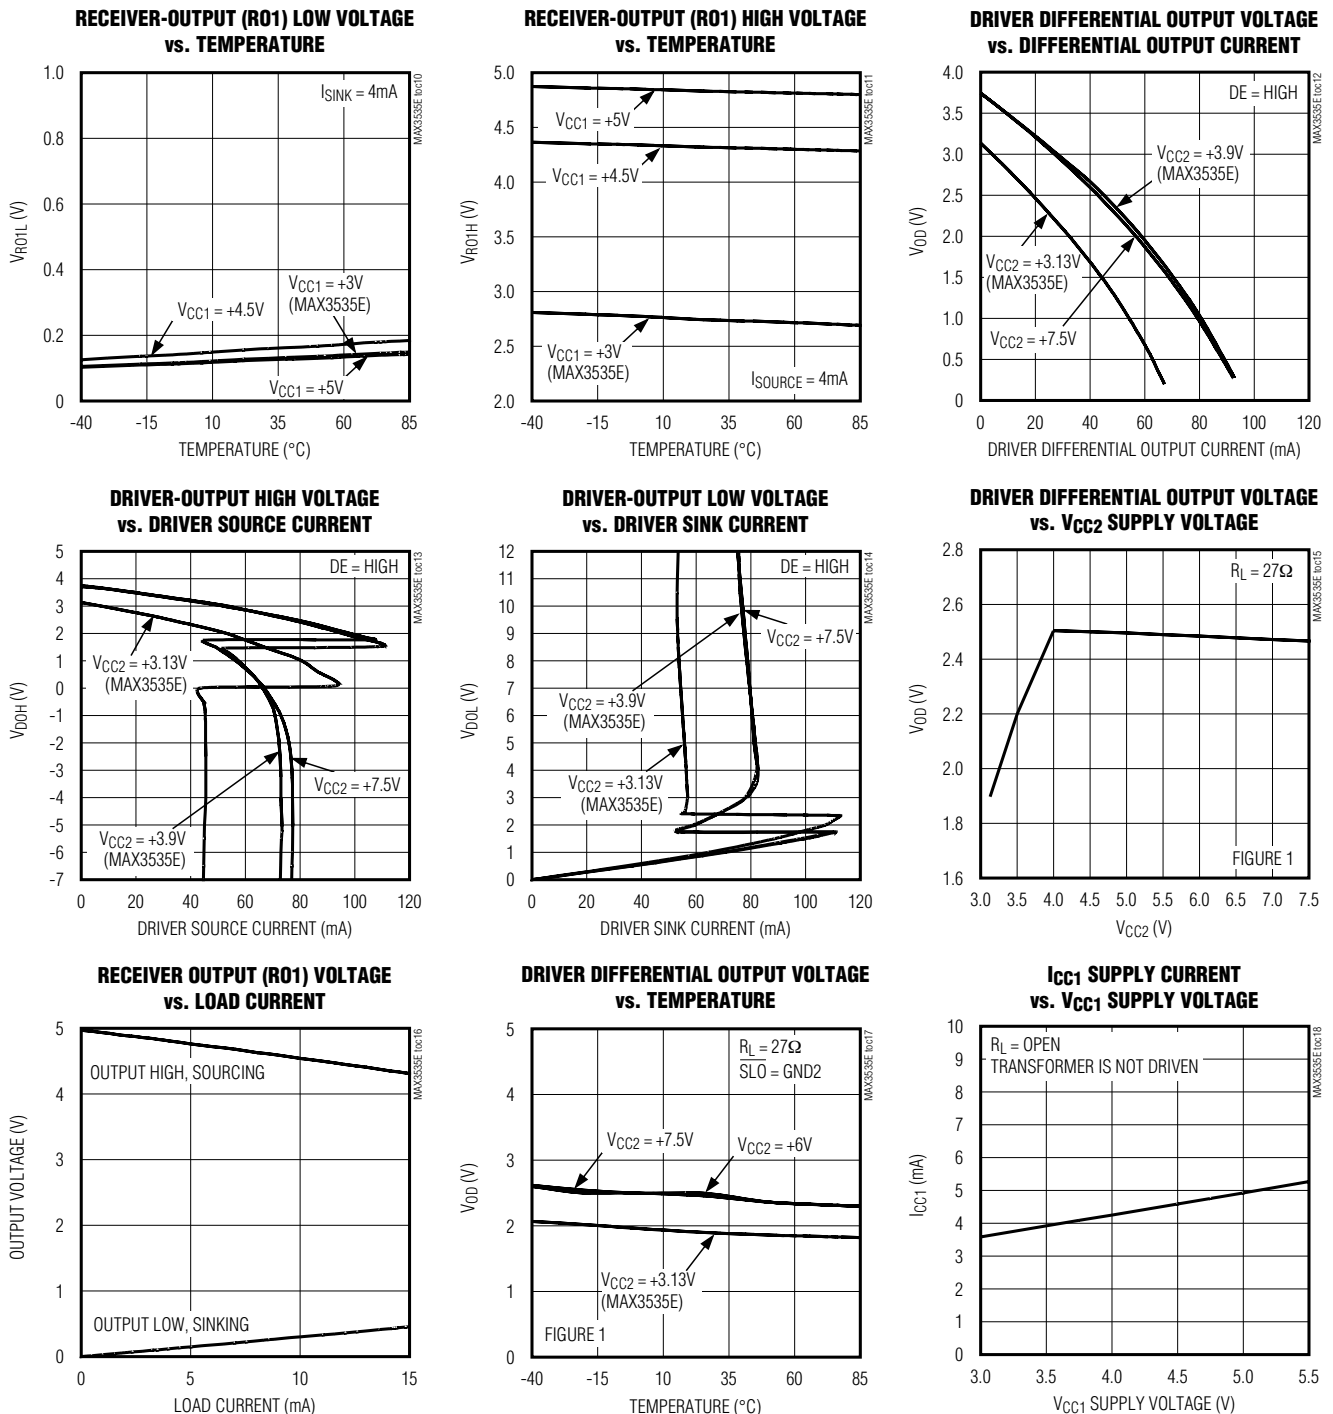 RECEIVER-OUTPUT (RO1) LOW VOLTAGE
vs. TEMPERATURE
1.0
0.8
0.6
0.4
0.2
0
VRO1L (V)
ISINK = 4mA
VCC1 = +3V
(MAX3535E)
VCC1 = +4.5V
VCC1 = +5V
-40 -15 10 35 60 85
TEMPERATURE (°C)
MAX3535E toc10
RECEIVER-OUTPUT (RO1) HIGH VOLTAGE
vs. TEMPERATURE
5.0
4.5
4.0
3.5
3.0
2.5
2.0
VRO1H (V)
VCC1 = +5V
VCC1 = +4.5V
VCC1 = +3V
(MAX3535E)
ISOURCE = 4mA
-40 -15 10 35 60 85
TEMPERATURE (°C)
MAX3535E toc11
DRIVER DIFFERENTIAL OUTPUT VOLTAGE
vs. DIFFERENTIAL OUTPUT CURRENT
4.0
3.5
3.0
2.5
2.0
1.5
1.0
0.5
0
VOD (V)
DE = HIGH
VCC2 = +3.9V
(MAX3535E)
VCC2 = +3.13V
(MAX3535E)
VCC2 = +7.5V
0 20 40 60 80 100 120
DRIVER DIFFERENTIAL OUTPUT CURRENT (mA)
MAX3535E toc12
DRIVER-OUTPUT HIGH VOLTAGE
vs. DRIVER SOURCE CURRENT
5
4
3
2
1
0
-1
-2
-3
-4
-5
-6
-7
VDOH (V)
DE = HIGH
VCC2 = +3.13V
(MAX3535E)
VCC2 = +7.5V
VCC2 = +3.9V
(MAX3535E)
0 20 40 60 80 100 120
DRIVER SOURCE CURRENT (mA)
MAX3535E toc13
DRIVER-OUTPUT LOW VOLTAGE
vs. DRIVER SINK CURRENT
12
11
10
9
8
7
6
5
4
3
2
1
0
VDOL (V)
DE = HIGH
VCC2 = +7.5V
VCC2 = +3.9V
(MAX3535E)
VCC2 = +3.13V
(MAX3535E)
0 20 40 60 80 100 120
DRIVER SINK CURRENT (mA)
MAX3535E toc14
DRIVER DIFFERENTIAL OUTPUT VOLTAGE
vs. VCC2 SUPPLY VOLTAGE
2.8
2.6
2.4
2.2
2.0
1.8
1.6
VOD (V)
RL = 27Ω
FIGURE 1
3.0 3.5 4.0 4.5 5.0 5.5 6.0 6.5 7.0 7.5
VCC2 (V)
MAX3535E toc15
RECEIVER OUTPUT (RO1) VOLTAGE
vs. LOAD CURRENT
5
4
3
2
1
0
OUTPUT VOLTAGE (V)
OUTPUT HIGH, SOURCING
OUTPUT LOW, SINKING
0 5 10 15
LOAD CURRENT (mA)
MAX3535E toc16
DRIVER DIFFERENTIAL OUTPUT VOLTAGE
vs. TEMPERATURE
5
4
3
2
1
0
VOD (V)
RL = 27Ω
SLO = GND2
VCC2 = +7.5V
VCC2 = +6V
VCC2 = +3.13V
(MAX3535E)
FIGURE 1
-40 -15 10 35 60 85
TEMPERATURE (°C)
MAX3535E toc17
ICC1 SUPPLY CURRENT
vs. VCC1 SUPPLY VOLTAGE
10
9
8
7
6
5
4
3
2
1
0
ICC1 (mA)
RL = OPEN
TRANSFORMER IS NOT DRIVEN
3.0 3.5 4.0 4.5 5.0 5.5
VCC1 SUPPLY VOLTAGE (V)
MAX3535E toc18